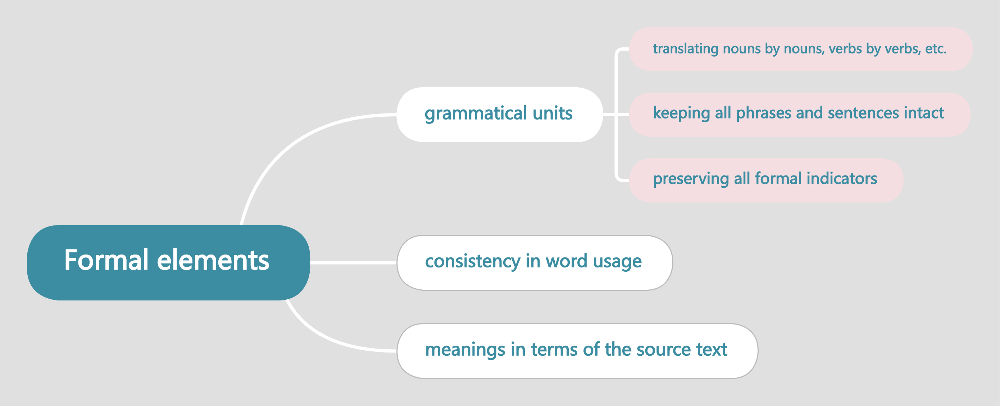 Formal elements
grammatical units
translating nouns by nouns, verbs by verbs, etc.
keeping all phrases and sentences intact
preserving all formal indicators
consistency in word usage
meanings in terms of the source text